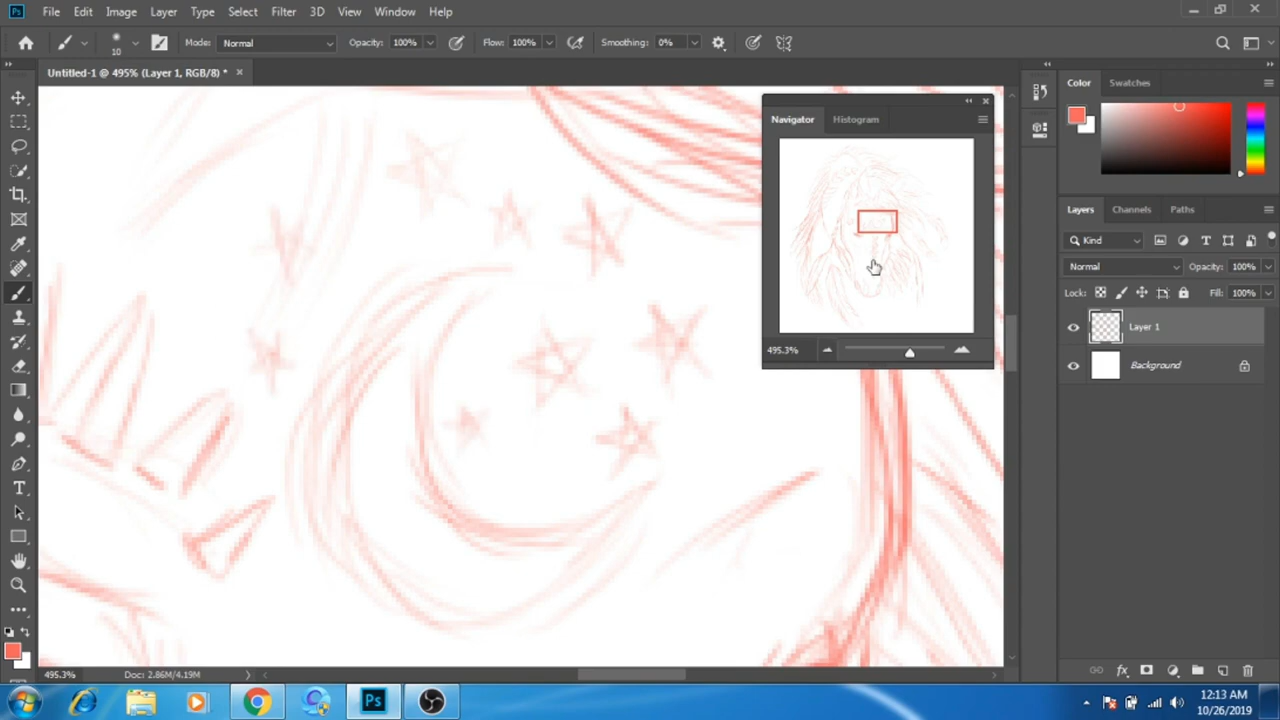 Ps File Edit Image Layer Type Select Filter 3D View Window Help
10 Mode: Normal Opacity: 100% Flow: 100% Smoothing: 0%
Untitled-1 @ 495% (Layer 1, RGB/8) *
Navigator Histogram
495.3%
Color Swatches
Layers Channels Paths
Kind
Normal Opacity: 100%
Lock: Fill: 100%
Layer 1
Background
495.3% Doc: 2.86M/4.19M
Ps
12:13 AM
10/26/2019